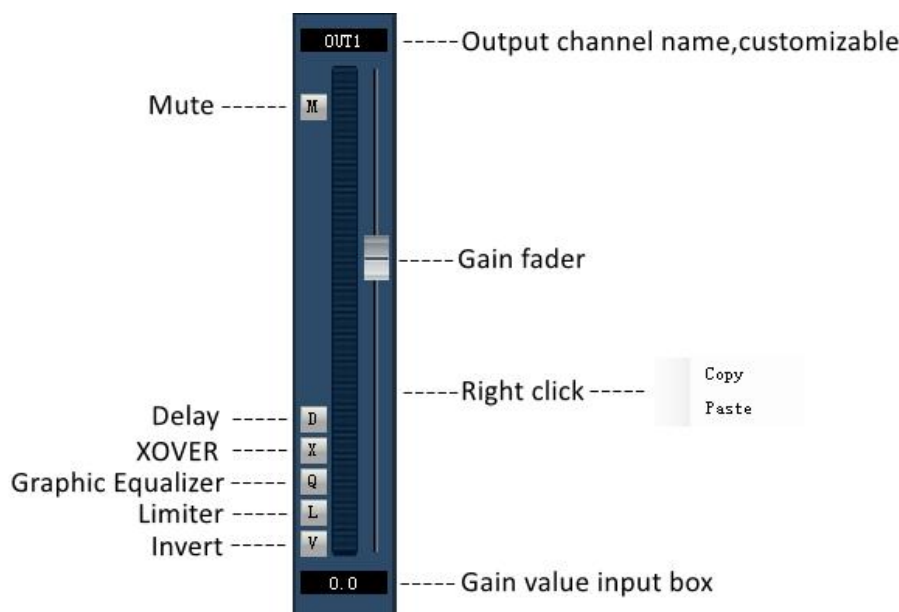 OUT1
Output channel name,customizable
Mute
M
Gain fader
Right click
Copy
Paste
Delay
D
XOVER
X
Graphic Equalizer
Q
Limiter
L
Invert
V
0.0
Gain value input box